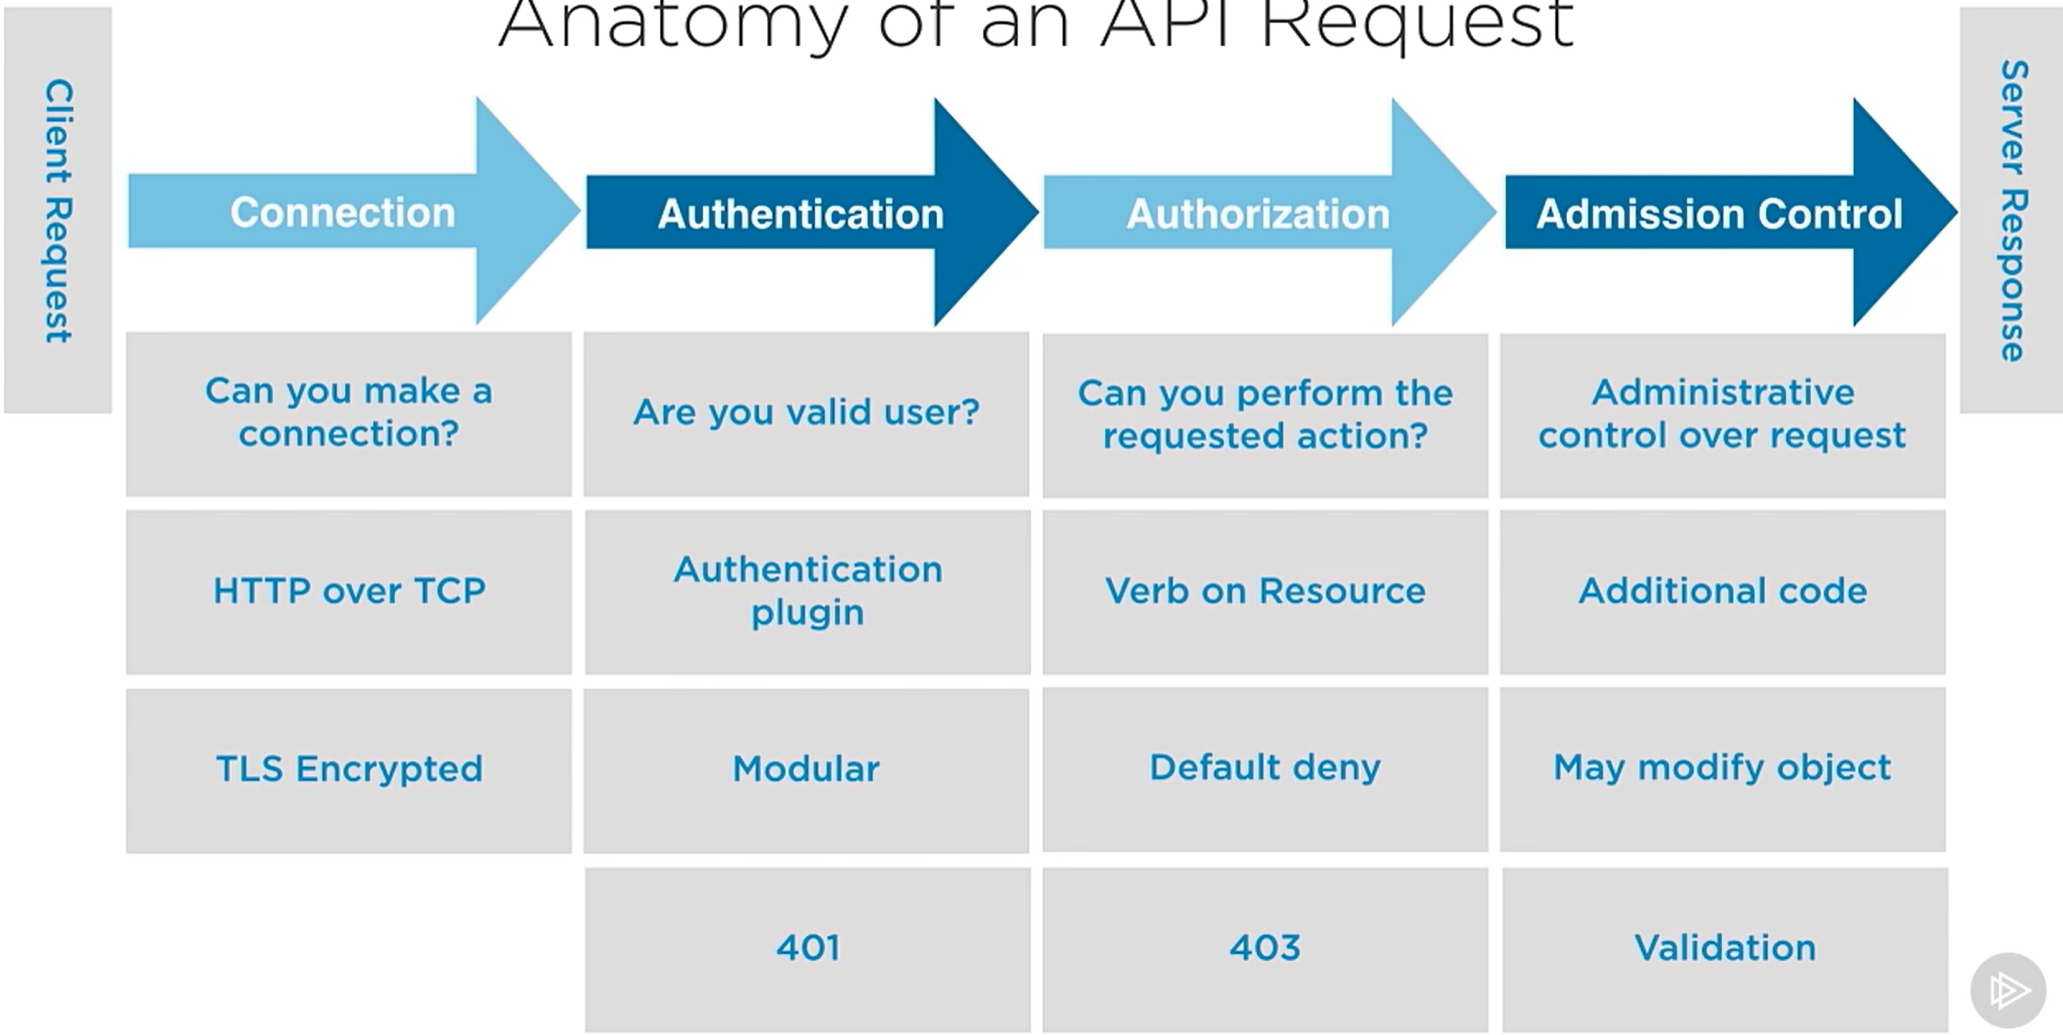 Anatomy of an API Request
Client Request
Connection
Authentication
Authorization
Admission Control
Server Response
Can you make a
connection?
Are you valid user?
Can you perform the
requested action?
Administrative
control over request
HTTP over TCP
Authentication
plugin
Verb on Resource
Additional code
TLS Encrypted
Modular
Default deny
May modify object
401
403
Validation